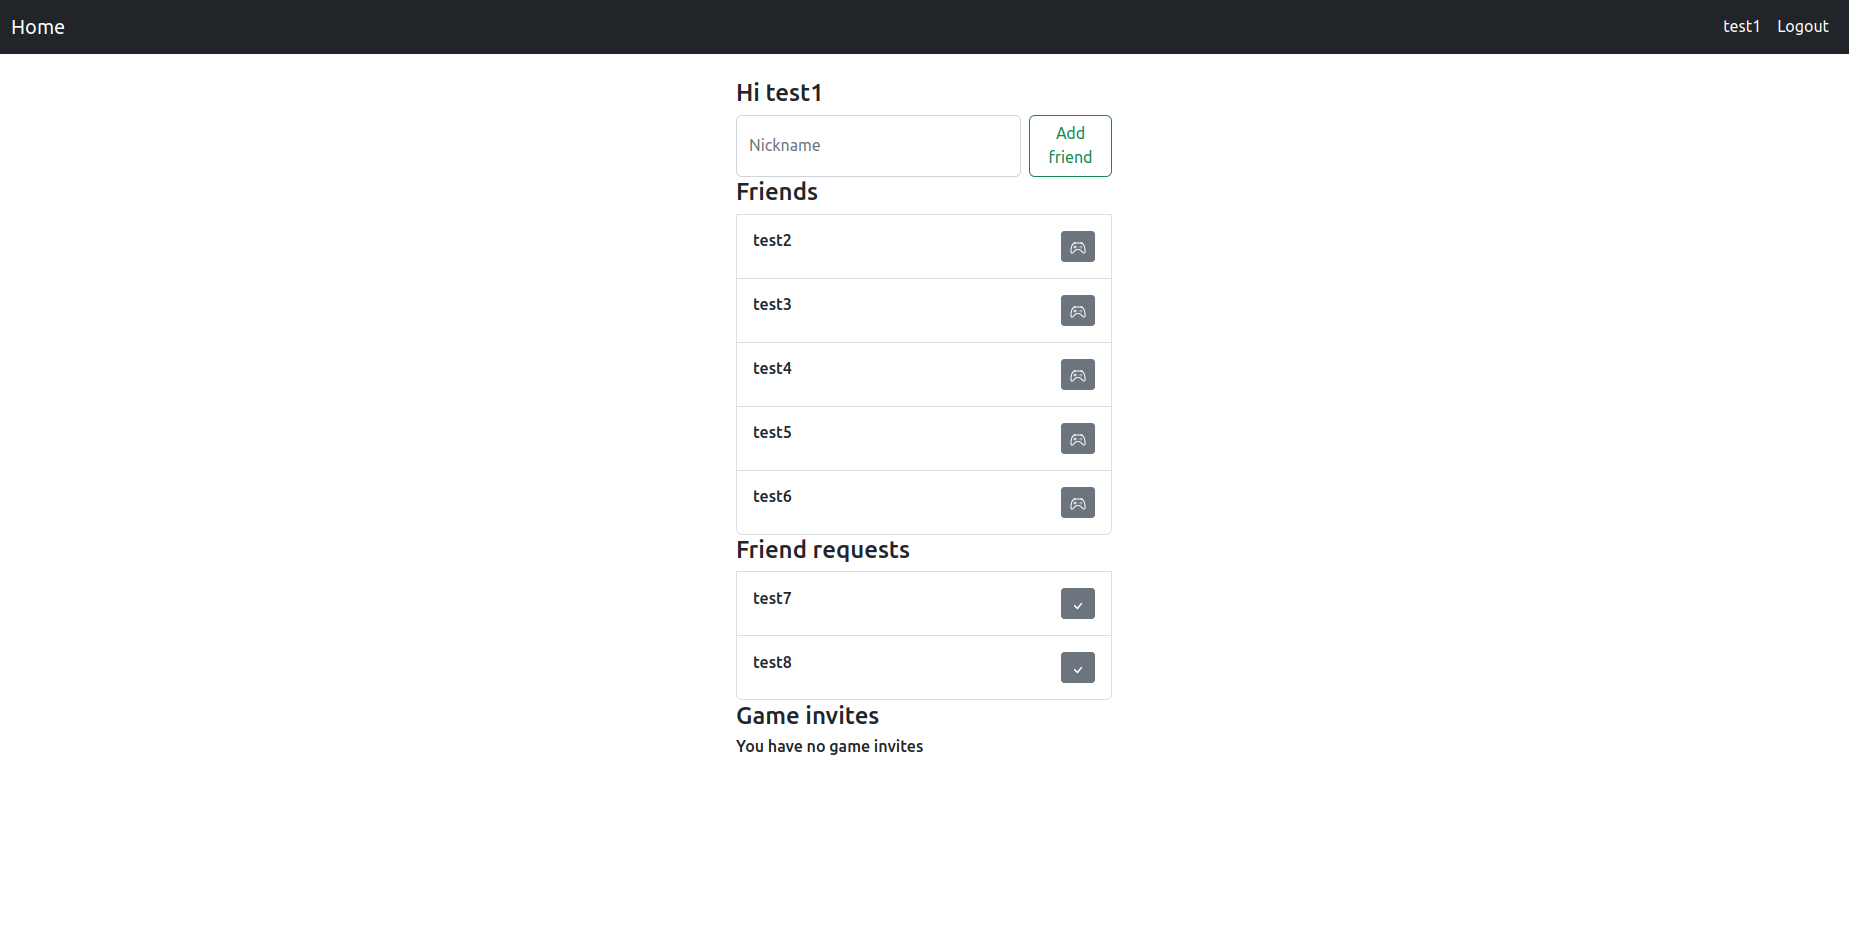 Home
test1 Logout
Hi test1
Nickname
Add
friend
Friends
test2
test3
test4
test5
test6
Friend requests
test7
test8
Game invites
You have no game invites